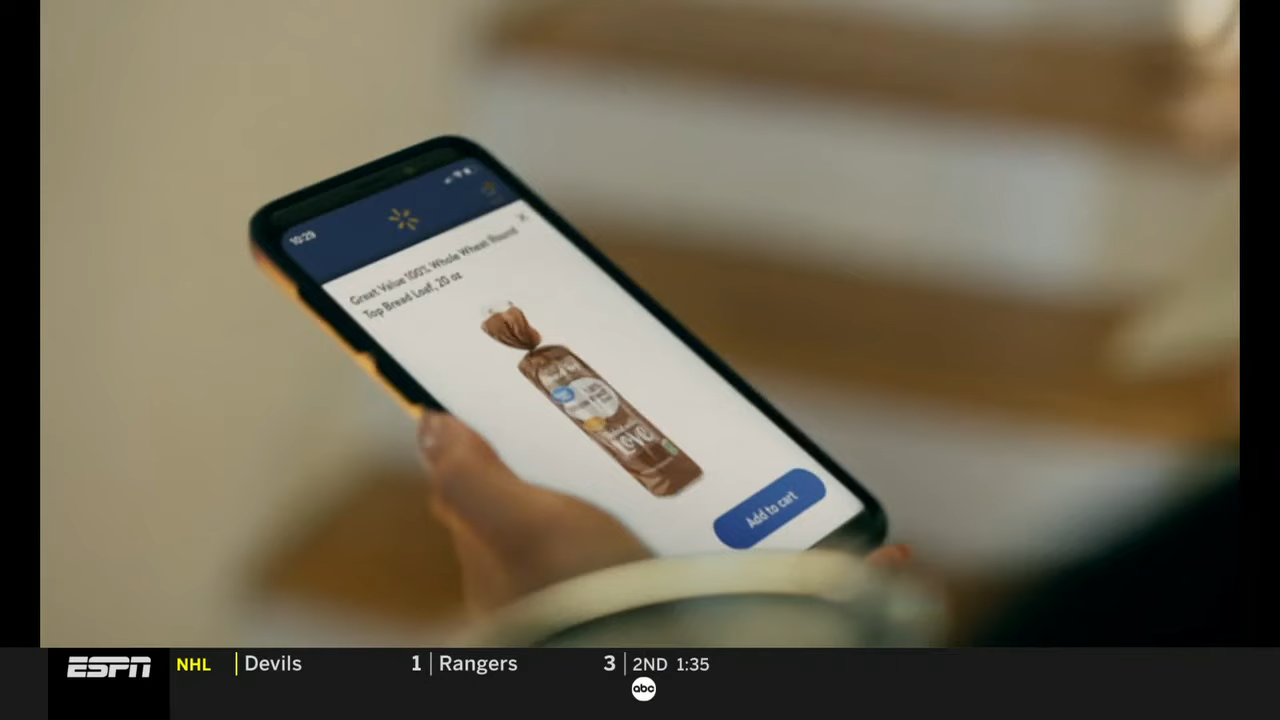 10:29
Great Value 100% Whole Wheat Round
Top Bread Loaf, 20 oz
Love
Add to cart
ESPN
NHL Devils 1 Rangers 3 2ND 1:35
abc